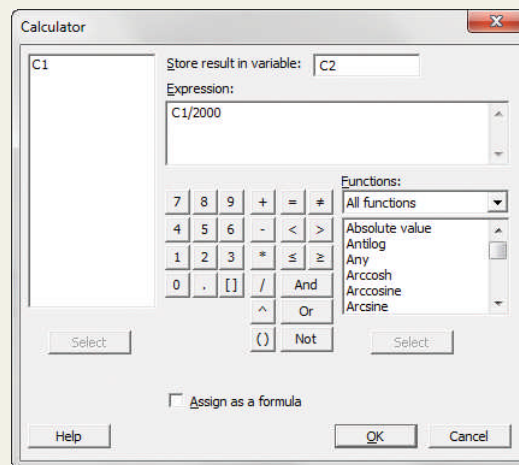 Calculator
X
C1
Store result in variable: C2
Expression:
C1/2000
Functions:
All functions
7 8 9 + = ≠
4 5 6 - < >
1 2 3 * ≤ ≥
0 . [] / And
^ Or
() Not
Absolute value
Antilog
Any
Arccosh
Arccosine
Arcsine
Select
Select
Assign as a formula
Help
OK
Cancel